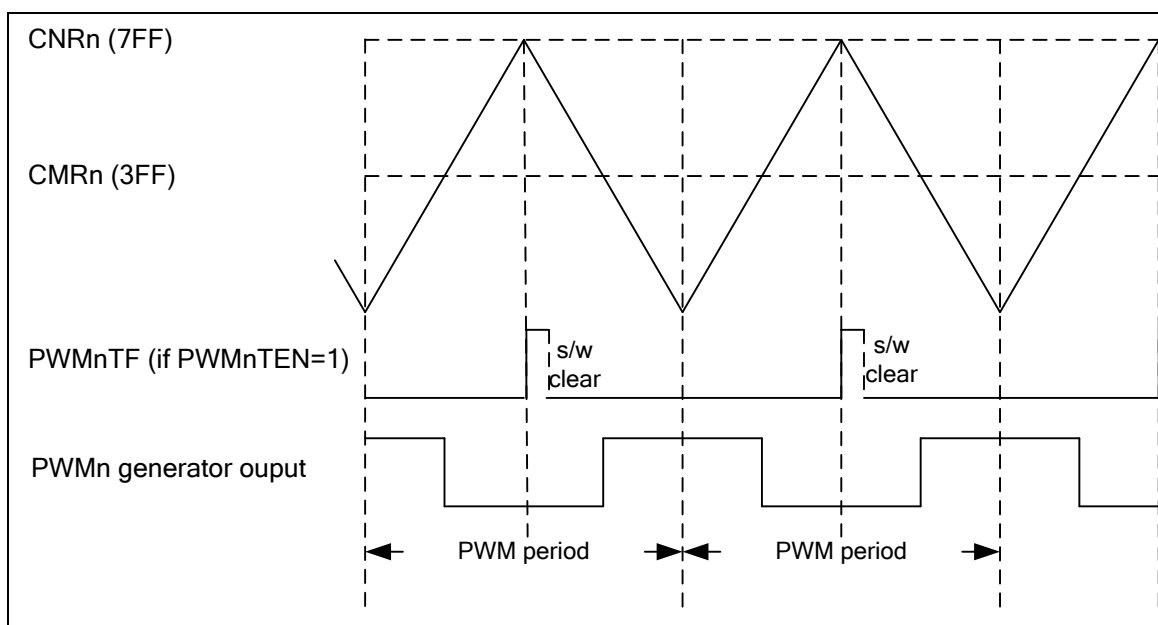 CNRn (7FF)
CMRn (3FF)
PWMnTF (if PWMnTEN=1)
s/w
clear
s/w
clear
PWMn generator ouput
PWM period
PWM period